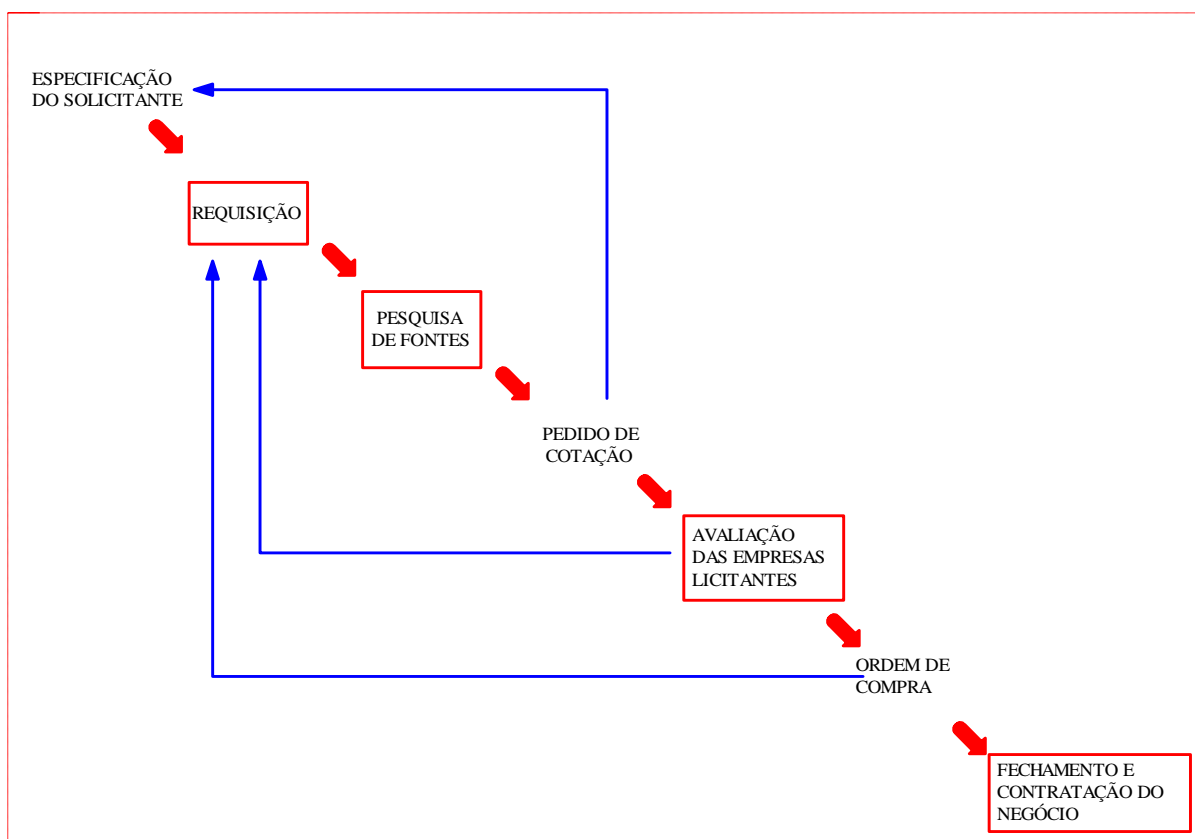 ESPECIFICAÇÃO
DO SOLICITANTE
REQUISIÇÃO
PESQUISA
DE FONTES
PEDIDO DE
COTAÇÃO
AVALIAÇÃO
DAS EMPRESAS
LICITANTES
ORDEM DE
COMPRA
FECHAMENTO E
CONTRATAÇÃO DO
NEGÓCIO